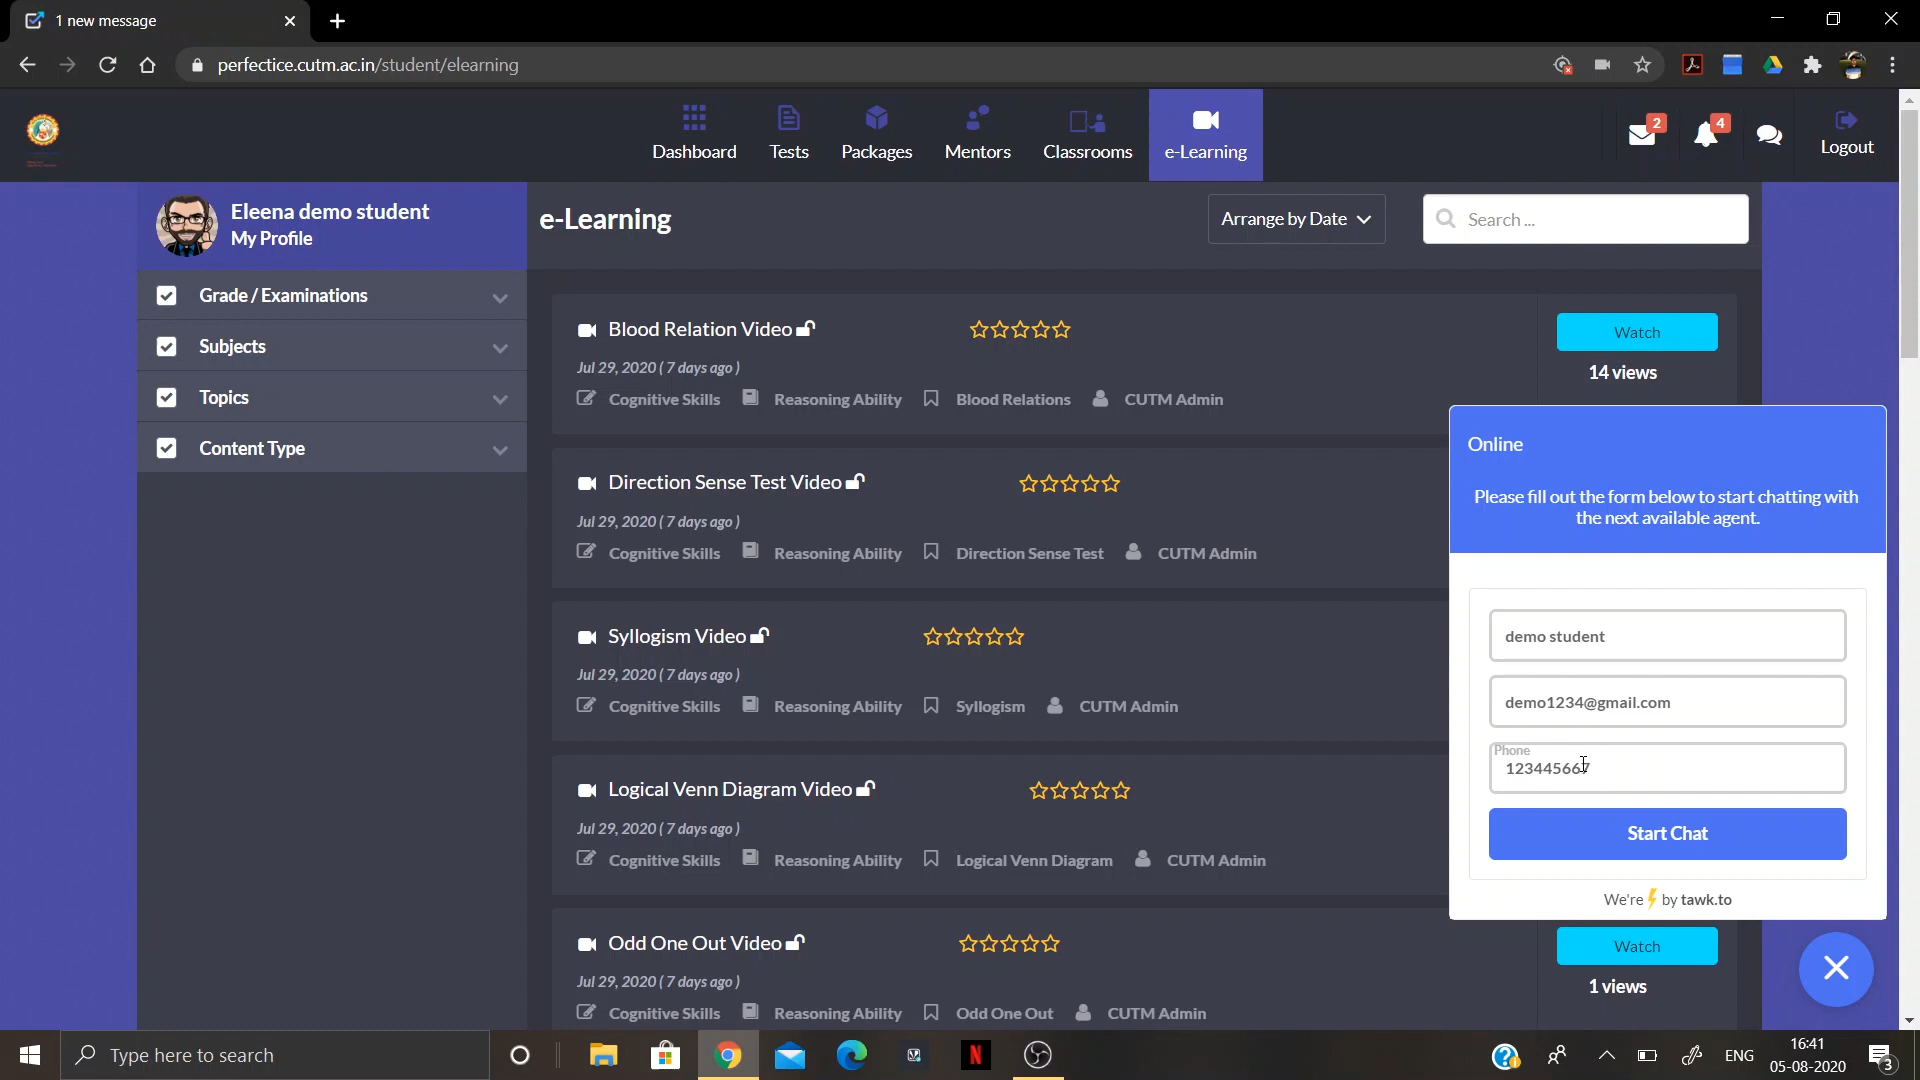 1 new message
perfectice.cutm.ac.in/student/elearning
Dashboard
Tests
Packages
Mentors
Classrooms
e-Learning
2
4
Logout
Eleena demo student
My Profile
Grade / Examinations
Subjects
Topics
Content Type
e-Learning
Arrange by Date
Search ...
Blood Relation Video
Jul 29, 2020 ( 7 days ago )
Cognitive Skills Reasoning Ability Blood Relations CUTM Admin
Watch
14 views
Direction Sense Test Video
Jul 29, 2020 ( 7 days ago )
Cognitive Skills Reasoning Ability Direction Sense Test CUTM Admin
Syllogism Video
Jul 29, 2020 ( 7 days ago )
Cognitive Skills Reasoning Ability Syllogism CUTM Admin
Logical Venn Diagram Video
Jul 29, 2020 ( 7 days ago )
Cognitive Skills Reasoning Ability Logical Venn Diagram CUTM Admin
Odd One Out Video
Jul 29, 2020 ( 7 days ago )
Cognitive Skills Reasoning Ability Odd One Out CUTM Admin
Watch
1 views
Online
Please fill out the form below to start chatting with
the next available agent.
demo student
demo1234@gmail.com
Phone
123445667
Start Chat
We're by tawk.to
Type here to search
ENG
16:41
05-08-2020
3